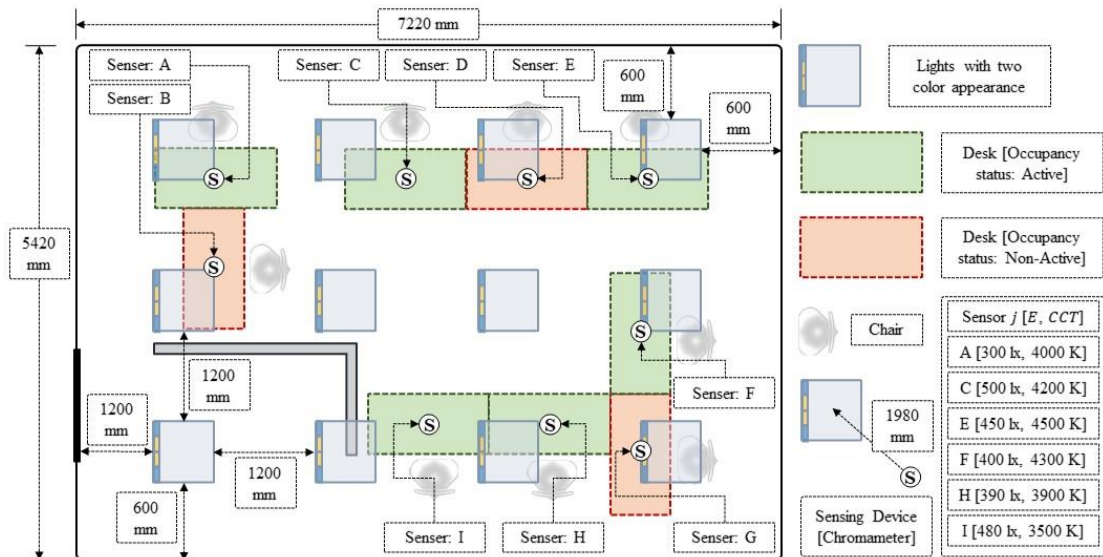 7220 mm
Senser: A
Senser: B
Senser: C
Senser: D
Senser: E
600
mm
600
mm
5420
mm
S
S
S
S
S
S
S
S
S
1200
mm
1200
mm
1200
mm
600
mm
Senser: F
Senser: I
Senser: H
Senser: G
Lights with two
color appearance
Desk [Occupancy
status: Active]
Desk [Occupancy
status: Non-Active]
Chair
1980
mm
S
Sensing Device
[Chromameter]
Sensor j [E, CCT]
A [300 lx, 4000 K]
C [500 lx, 4200 K]
E [450 lx, 4500 K]
F [400 lx, 4300 K]
H [390 lx, 3900 K]
I [480 lx, 3500 K]